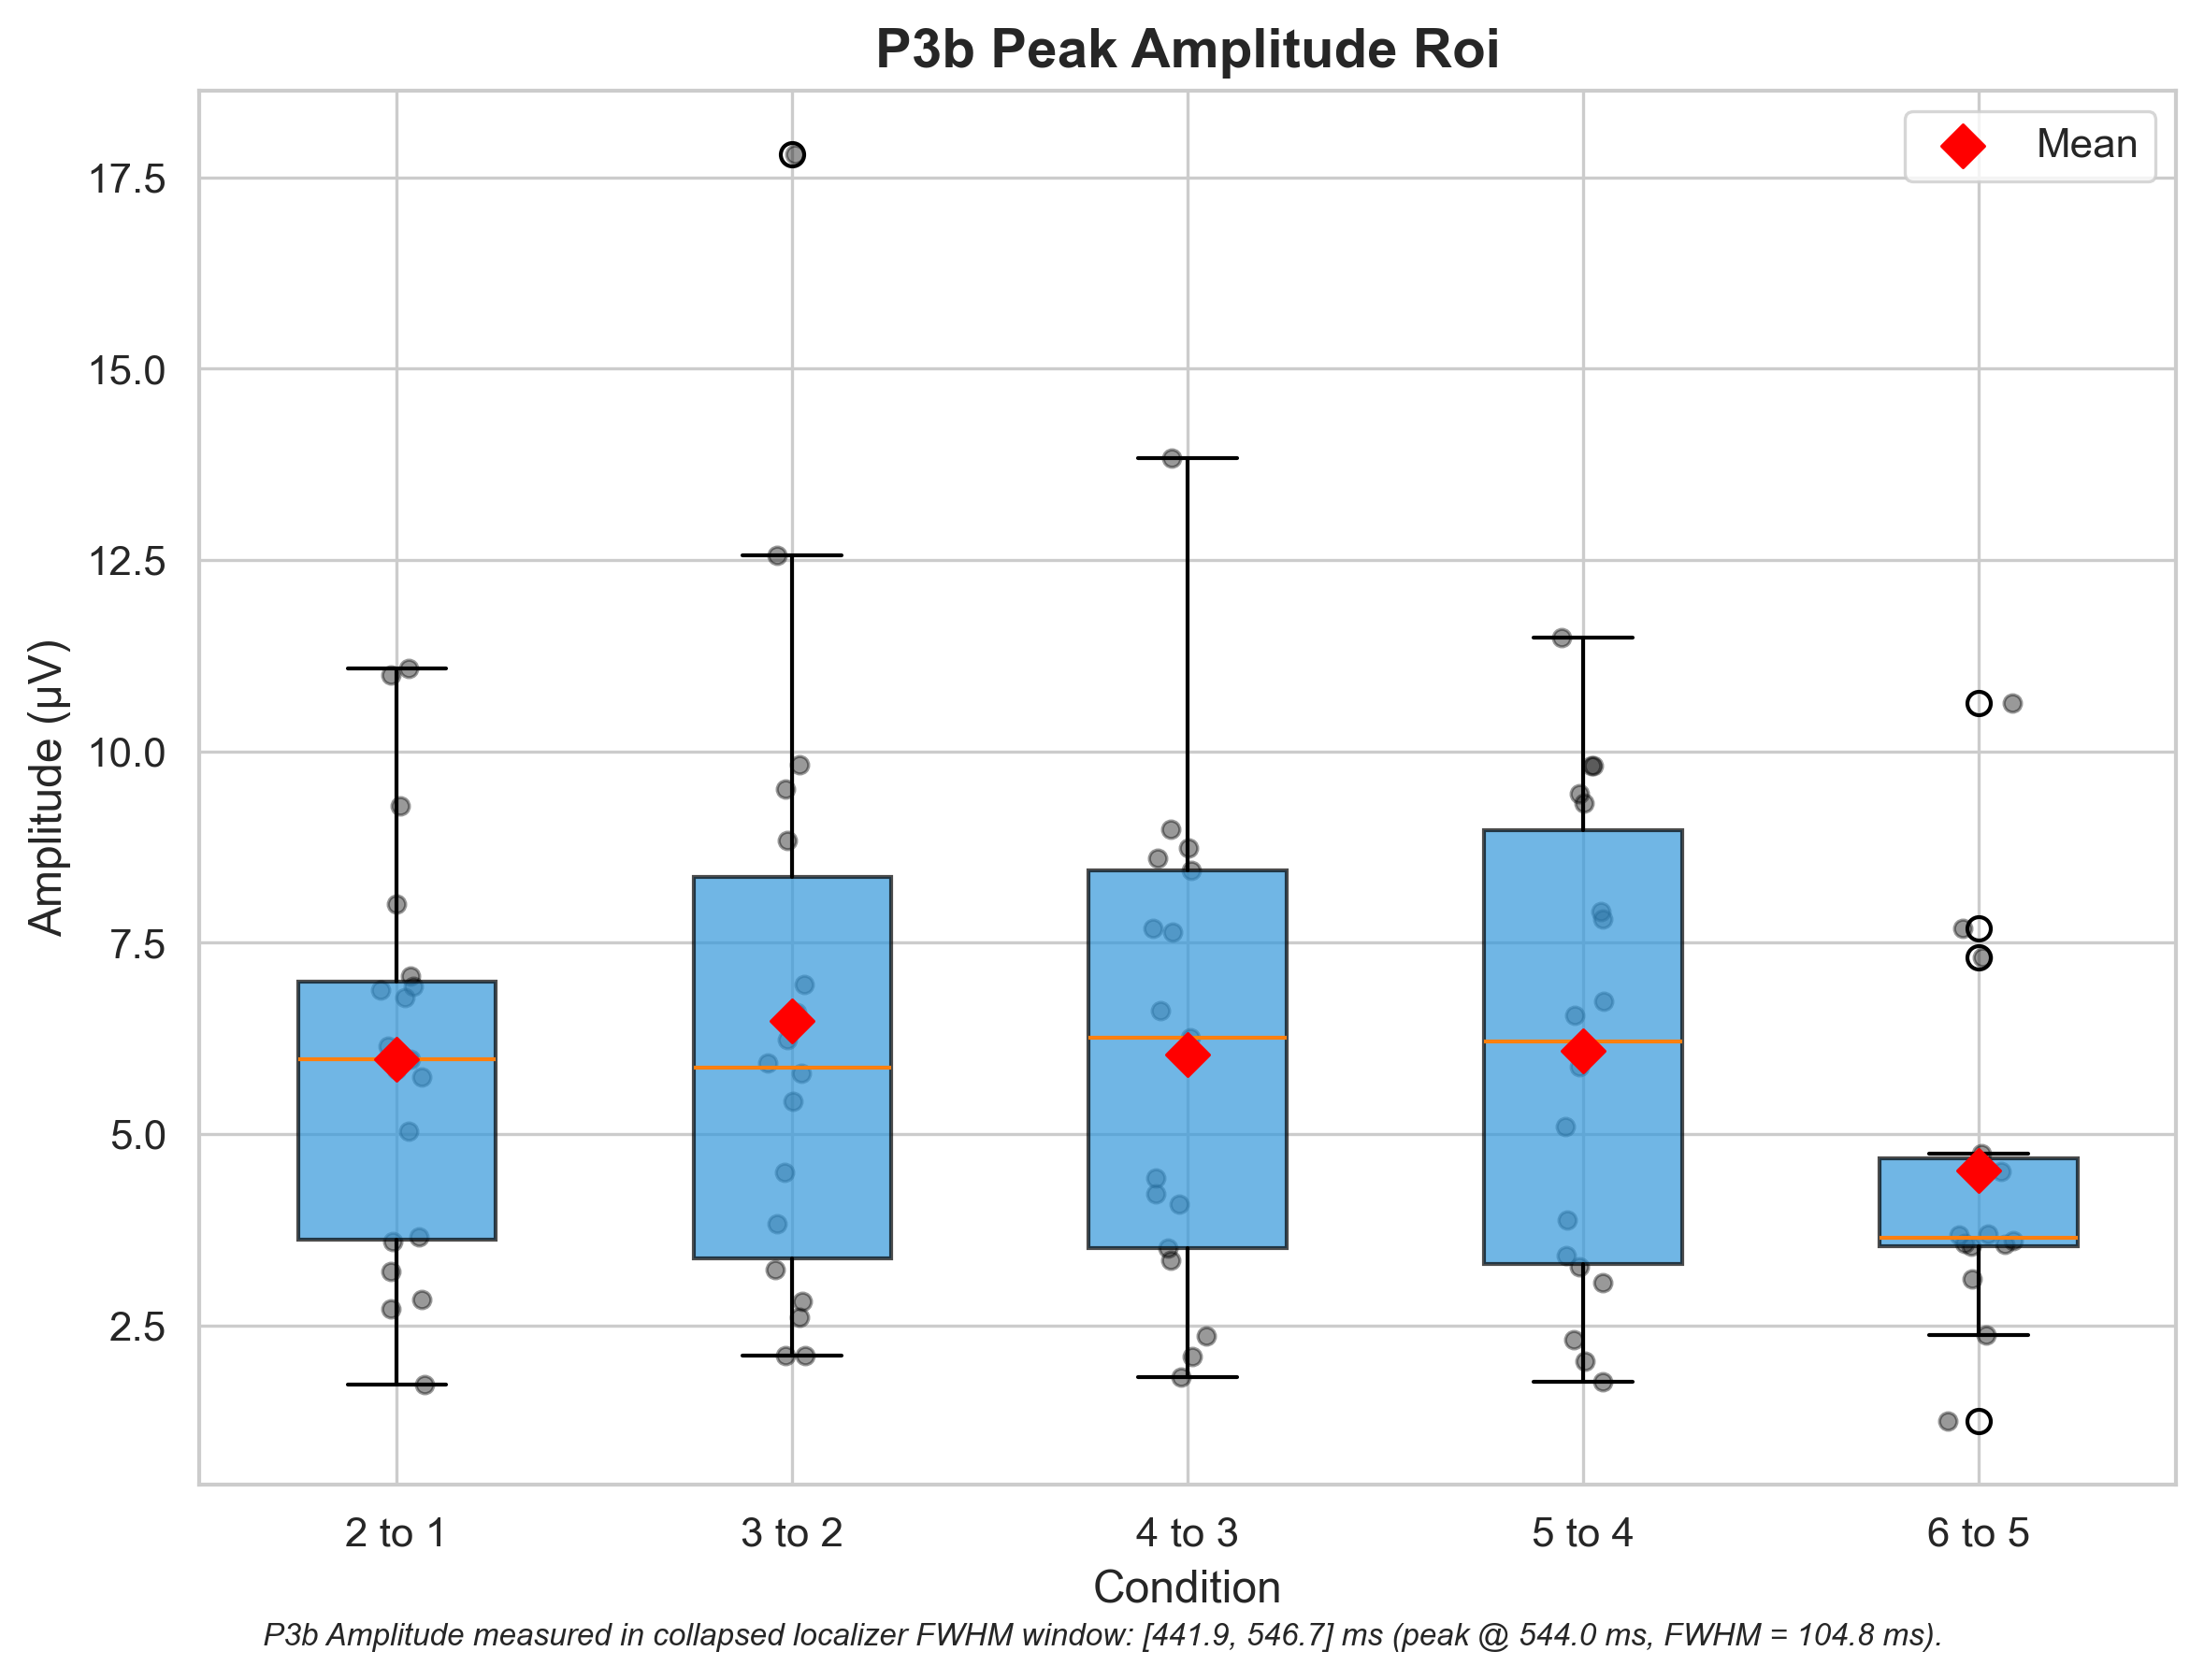 P3b Peak Amplitude Roi
Mean
17.5
15.0
12.5
10.0
7.5
5.0
2.5
Amplitude (μV)
2 to 1
3 to 2
4 to 3
5 to 4
6 to 5
Condition
P3b Amplitude measured in collapsed localizer FWHM window: [441.9, 546.7] ms (peak @ 544.0 ms, FWHM = 104.8 ms).